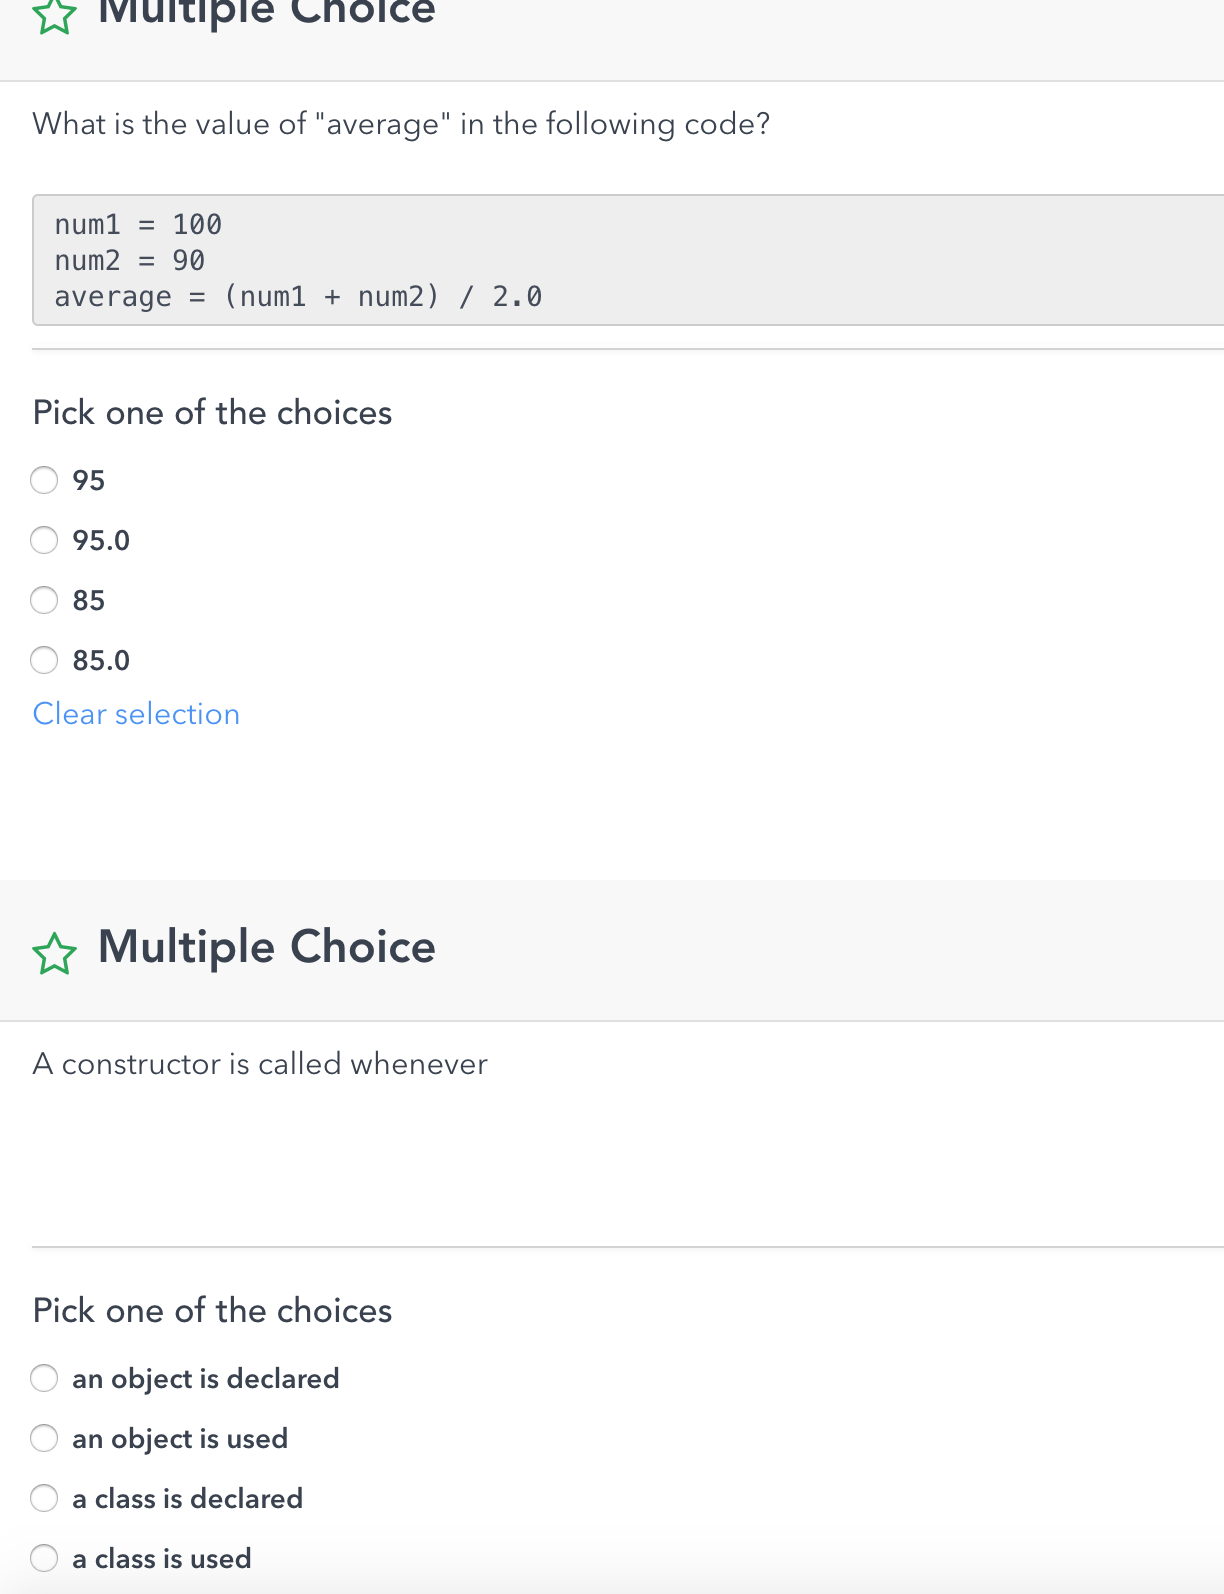 Multiple Choice
What is the value of "average" in the following code?
num1 = 100
num2 = 90
average = (num1 + num2) / 2.0
Pick one of the choices
95
95.0
85
85.0
Clear selection
Multiple Choice
A constructor is called whenever
Pick one of the choices
an object is declared
an object is used
a class is declared
a class is used